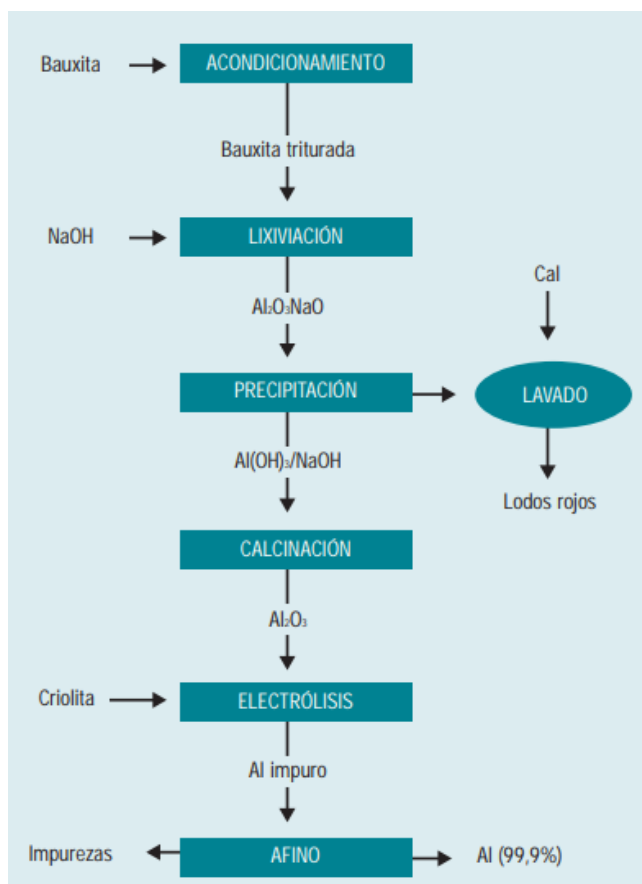 Bauxita
ACONDICIONAMIENTO
Bauxita triturada
NaOH
LIXIVIACIÓN
Cal
Al₂O₃NaO
PRECIPITACIÓN
LAVADO
Al(OH)₃/NaOH
Lodos rojos
CALCINACIÓN
Al₂O₃
Criolita
ELECTRÓLISIS
Al impuro
Impurezas
AFINO
Al (99,9%)